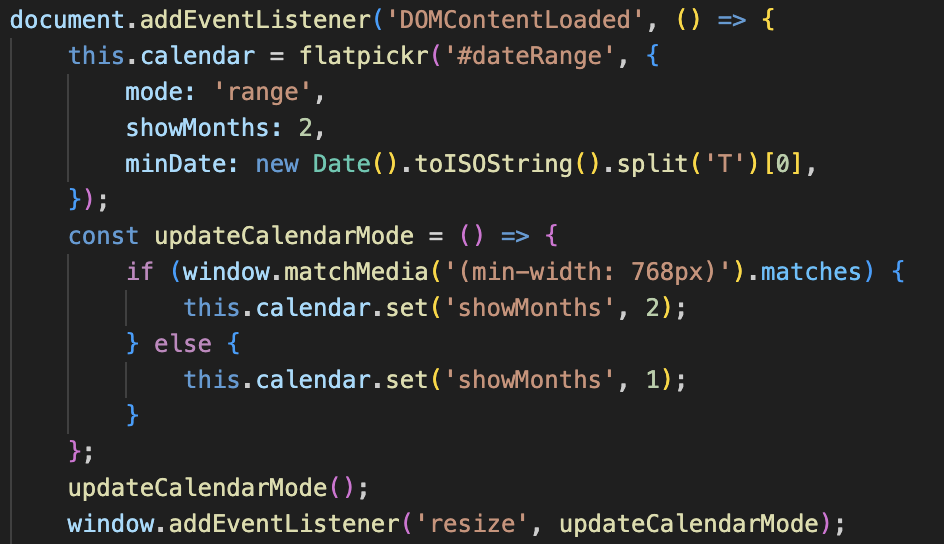 document.addEventListener('DOMContentLoaded', () => {
    this.calendar = flatpickr('#dateRange', {
        mode: 'range',
        showMonths: 2,
        minDate: new Date().toISOString().split('T')[0],
    });
    const updateCalendarMode = () => {
        if (window.matchMedia('(min-width: 768px)').matches) {
            this.calendar.set('showMonths', 2);
        } else {
            this.calendar.set('showMonths', 1);
        }
    };
    updateCalendarMode();
    window.addEventListener('resize', updateCalendarMode);